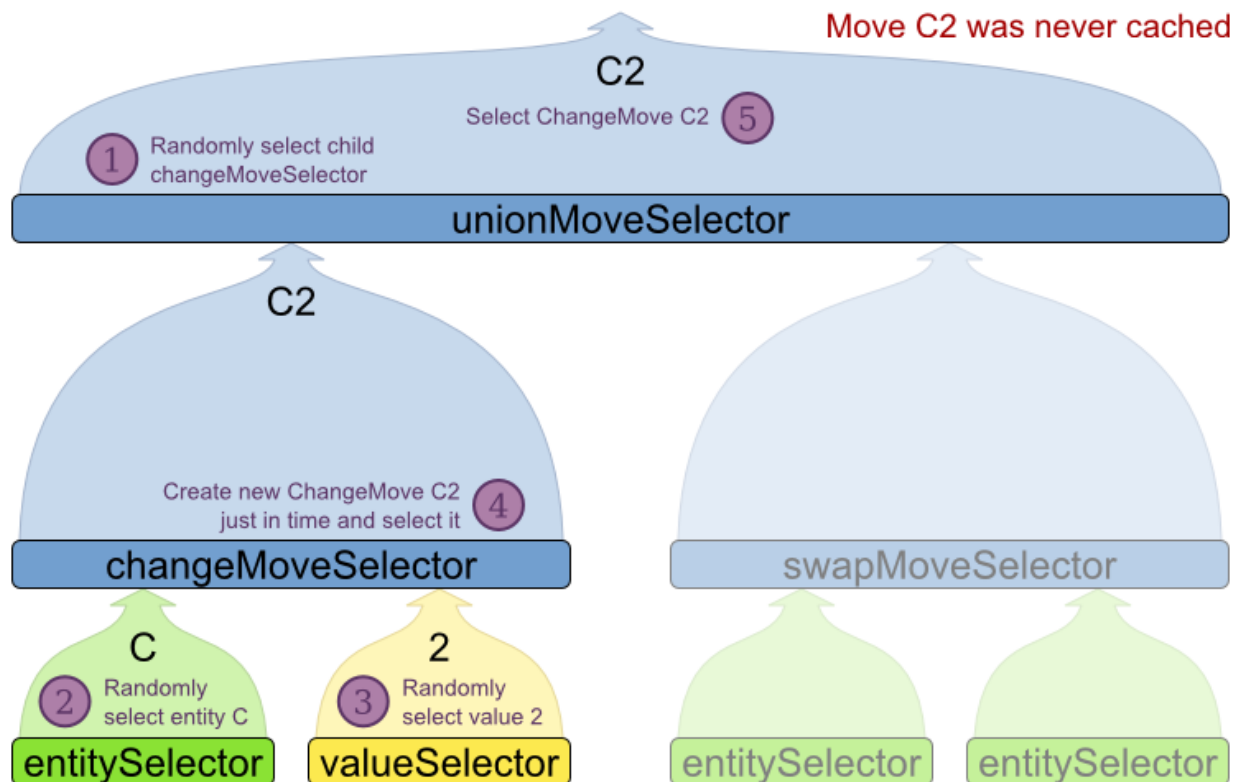 Move C2 was never cached
C2
Select ChangeMove C2 5
1 Randomly select child
changeMoveSelector
unionMoveSelector
C2
Create new ChangeMove C2
just in time and select it 4
changeMoveSelector
swapMoveSelector
C
2 Randomly
select entity C
2
3 Randomly
select value 2
entitySelector
valueSelector
entitySelector
entitySelector